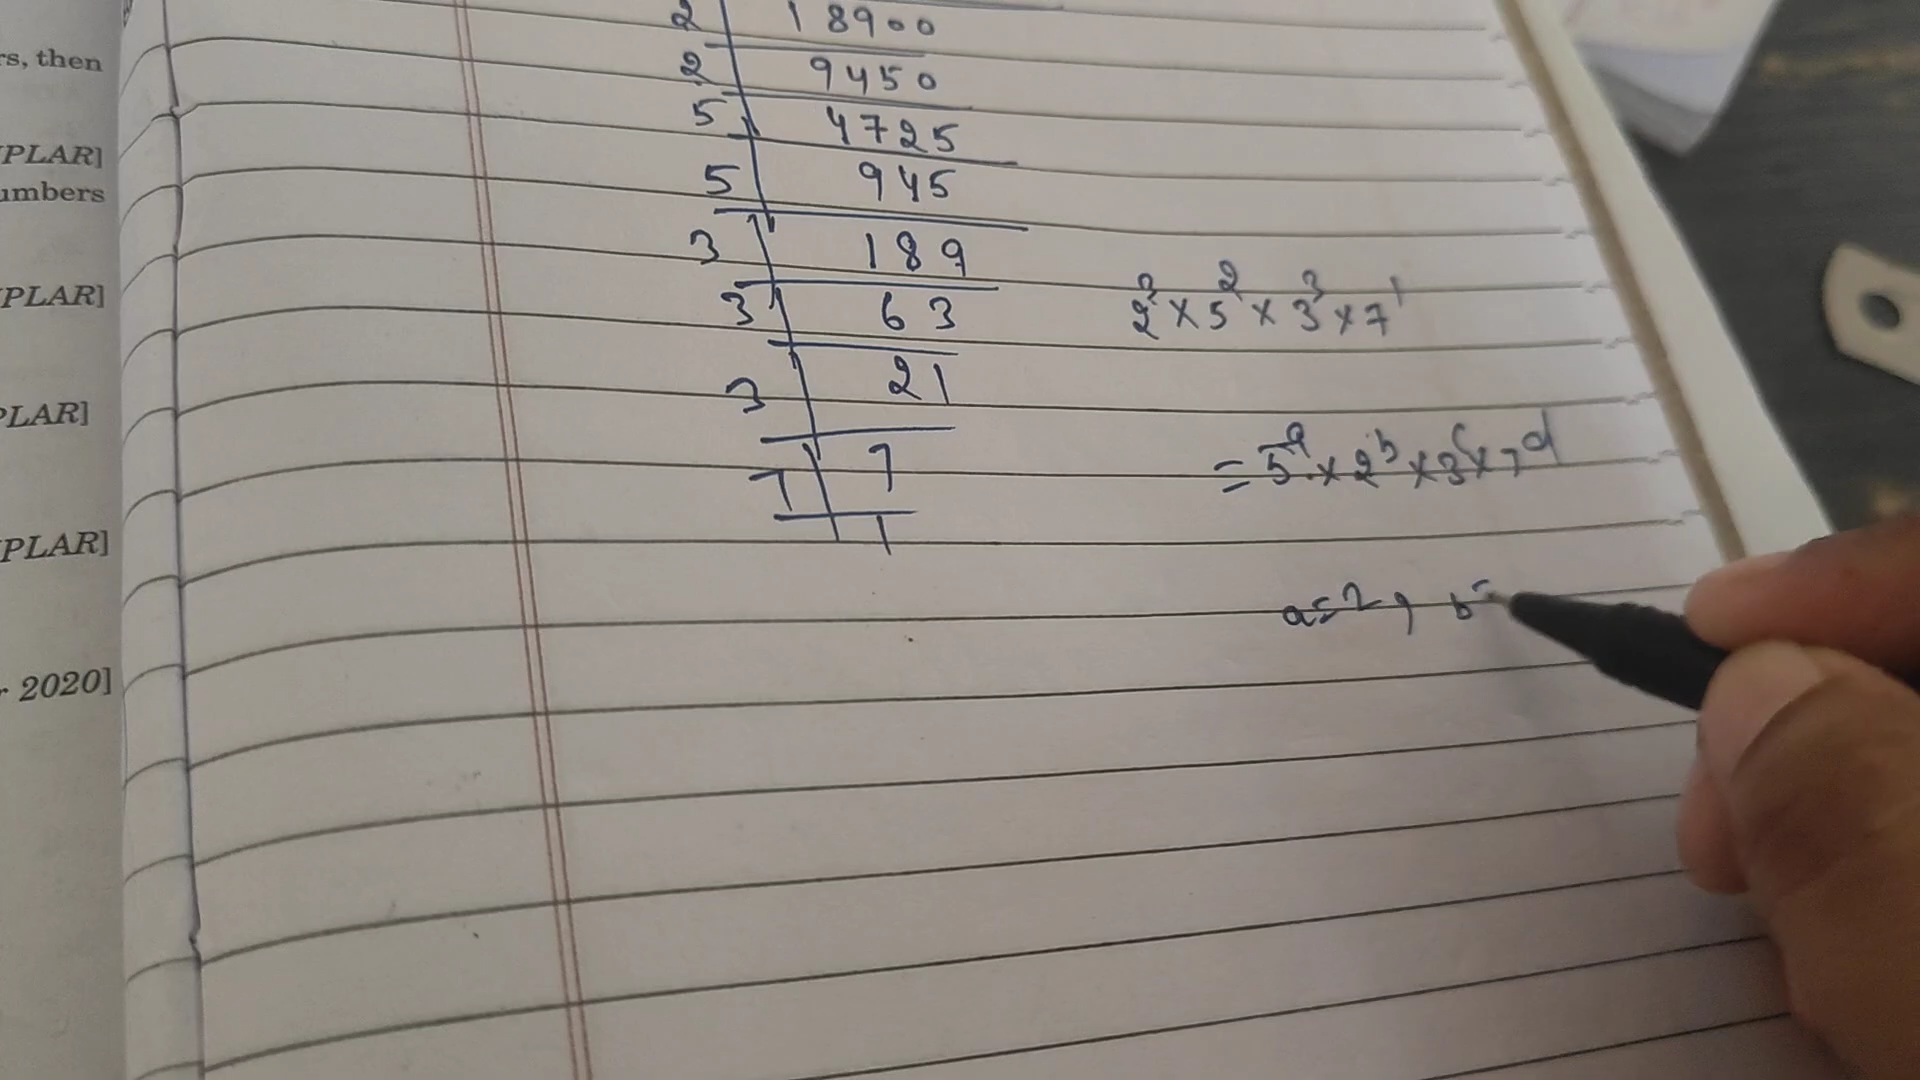 rs, then
PLAR]
umbers
PLAR]
PLAR]
PLAR]
2020]
2 | 18900
2 | 9450
5 | 4725
5 | 945
3 | 189
3 | 63
3 | 21
7 | 7
1
2² × 5² × 3³ × 7¹
= 5ᵃ × 2ᵇ × 3ᶜ × 7ᵈ
a = 2, b =